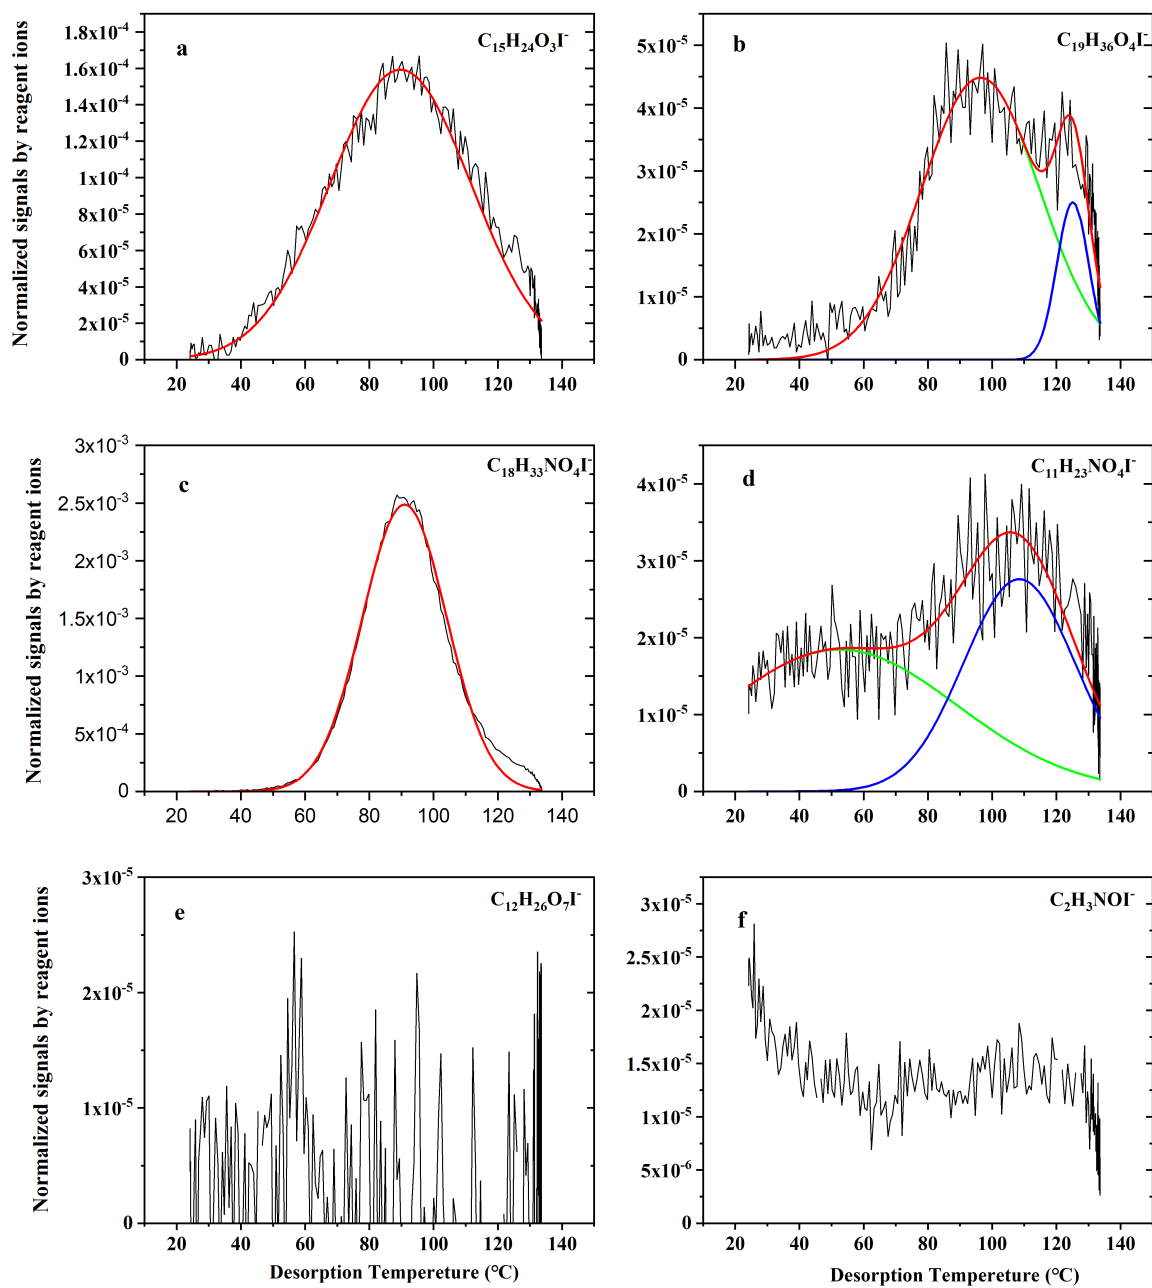 a
C₁₅H₂₄O₃I⁻
Normalized signals by reagent ions
1.8x10⁻⁴
1.6x10⁻⁴
1.4x10⁻⁴
1.2x10⁻⁴
1x10⁻⁴
8x10⁻⁵
6x10⁻⁵
4x10⁻⁵
2x10⁻⁵
0
20 40 60 80 100 120 140
b
C₁₉H₃₆O₄I⁻
5x10⁻⁵
4x10⁻⁵
3x10⁻⁵
2x10⁻⁵
1x10⁻⁵
0
20 40 60 80 100 120 140
c
C₁₈H₃₃NO₄I⁻
Normalized signals by reagent ions
3x10⁻³
2.5x10⁻³
2x10⁻³
1.5x10⁻³
1x10⁻³
5x10⁻⁴
0
20 40 60 80 100 120 140
d
C₁₁H₂₃NO₄I⁻
4x10⁻⁵
3x10⁻⁵
2x10⁻⁵
1x10⁻⁵
0
20 40 60 80 100 120 140
e
C₁₂H₂₆O₇I⁻
Normalized signals by reagent ions
3x10⁻⁵
2x10⁻⁵
1x10⁻⁵
0
20 40 60 80 100 120 140
Desorption Tempereture (°C)
f
C₂H₃NOI⁻
3x10⁻⁵
2.5x10⁻⁵
2x10⁻⁵
1.5x10⁻⁵
1x10⁻⁵
5x10⁻⁶
0
20 40 60 80 100 120 140
Desorption Tempereture (°C)